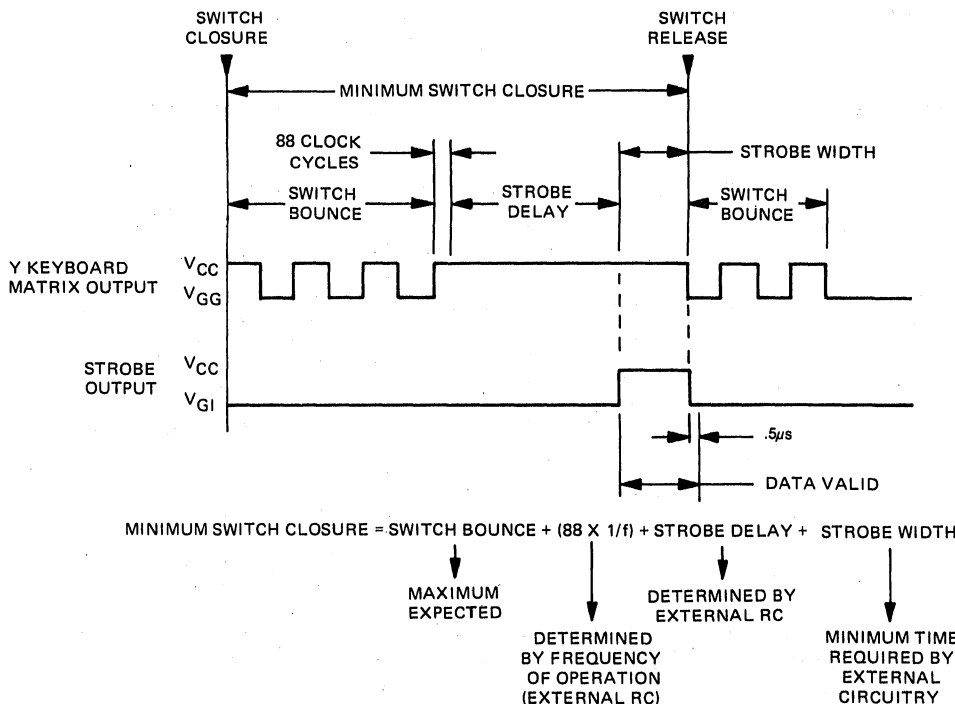 SWITCH
CLOSURE
SWITCH
RELEASE
MINIMUM SWITCH CLOSURE
88 CLOCK
CYCLES
STROBE WIDTH
SWITCH
BOUNCE
STROBE
DELAY
SWITCH
BOUNCE
Y KEYBOARD
MATRIX OUTPUT
VCC
VGG
STROBE
OUTPUT
VCC
VGI
.5μs
DATA VALID
MINIMUM SWITCH CLOSURE = SWITCH BOUNCE + (88 X 1/f) + STROBE DELAY + STROBE WIDTH
MAXIMUM
EXPECTED
DETERMINED
BY FREQUENCY
OF OPERATION
(EXTERNAL RC)
DETERMINED BY
EXTERNAL RC
MINIMUM TIME
REQUIRED BY
EXTERNAL
CIRCUITRY